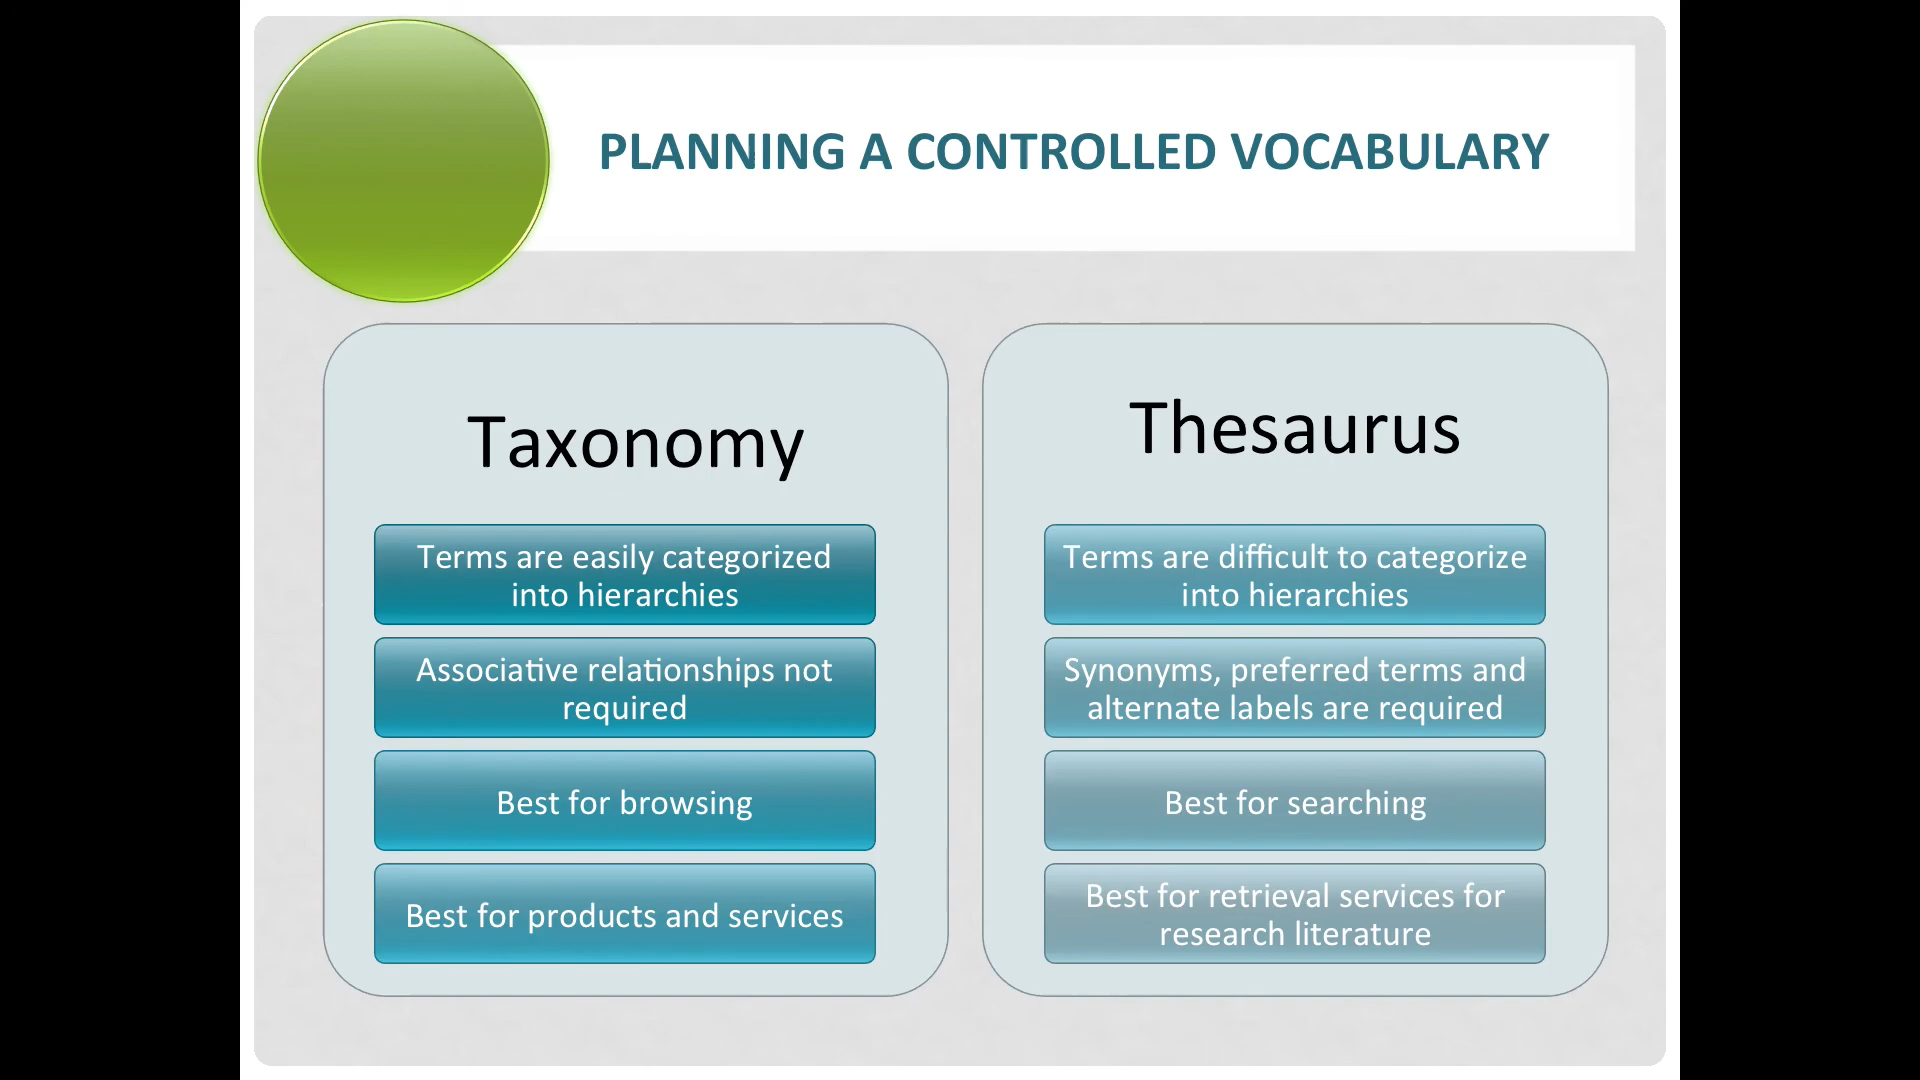 PLANNING A CONTROLLED VOCABULARY
Taxonomy
Terms are easily categorized
into hierarchies
Associative relationships not
required
Best for browsing
Best for products and services
Thesaurus
Terms are difficult to categorize
into hierarchies
Synonyms, preferred terms and
alternate labels are required
Best for searching
Best for retrieval services for
research literature